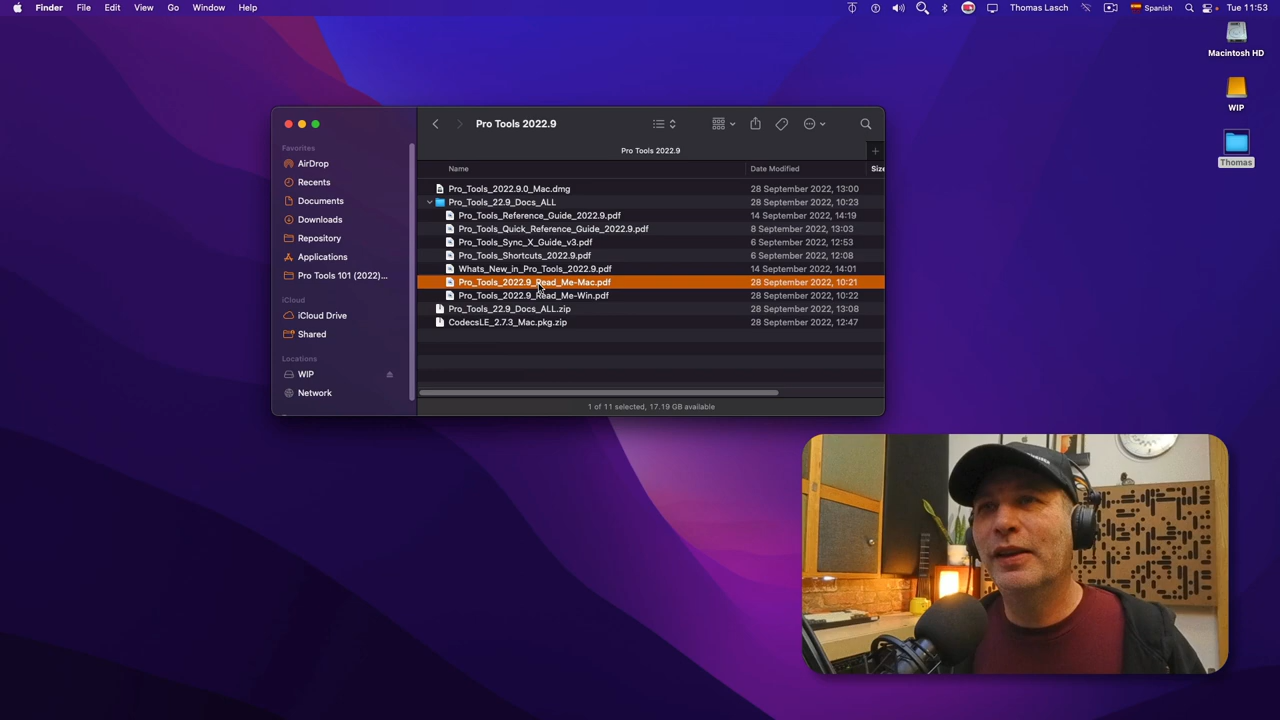 Finder File Edit View Go Window Help Thomas Lasch Spanish Tue 11:53
Macintosh HD
WIP
Thomas
Pro Tools 2022.9
Pro Tools 2022.9
Favorites
AirDrop
Recents
Documents
Downloads
Repository
Applications
Pro Tools 101 (2022)...
iCloud
iCloud Drive
Shared
Locations
WIP
Network
Name Date Modified Size
Pro_Tools_2022.9.0_Mac.dmg 28 September 2022, 13:00
Pro_Tools_22.9_Docs_ALL 28 September 2022, 10:23
Pro_Tools_Reference_Guide_2022.9.pdf 14 September 2022, 14:19
Pro_Tools_Quick_Reference_Guide_2022.9.pdf 8 September 2022, 13:03
Pro_Tools_Sync_X_Guide_v3.pdf 6 September 2022, 12:53
Pro_Tools_Shortcuts_2022.9.pdf 6 September 2022, 12:08
Whats_New_in_Pro_Tools_2022.9.pdf 14 September 2022, 14:01
Pro_Tools_2022.9_Read_Me-Mac.pdf 28 September 2022, 10:21
Pro_Tools_2022.9_Read_Me-Win.pdf 28 September 2022, 10:22
Pro_Tools_22.9_Docs_ALL.zip 28 September 2022, 13:08
CodecsLE_2.7.3_Mac.pkg.zip 28 September 2022, 12:47
1 of 11 selected, 17.19 GB available